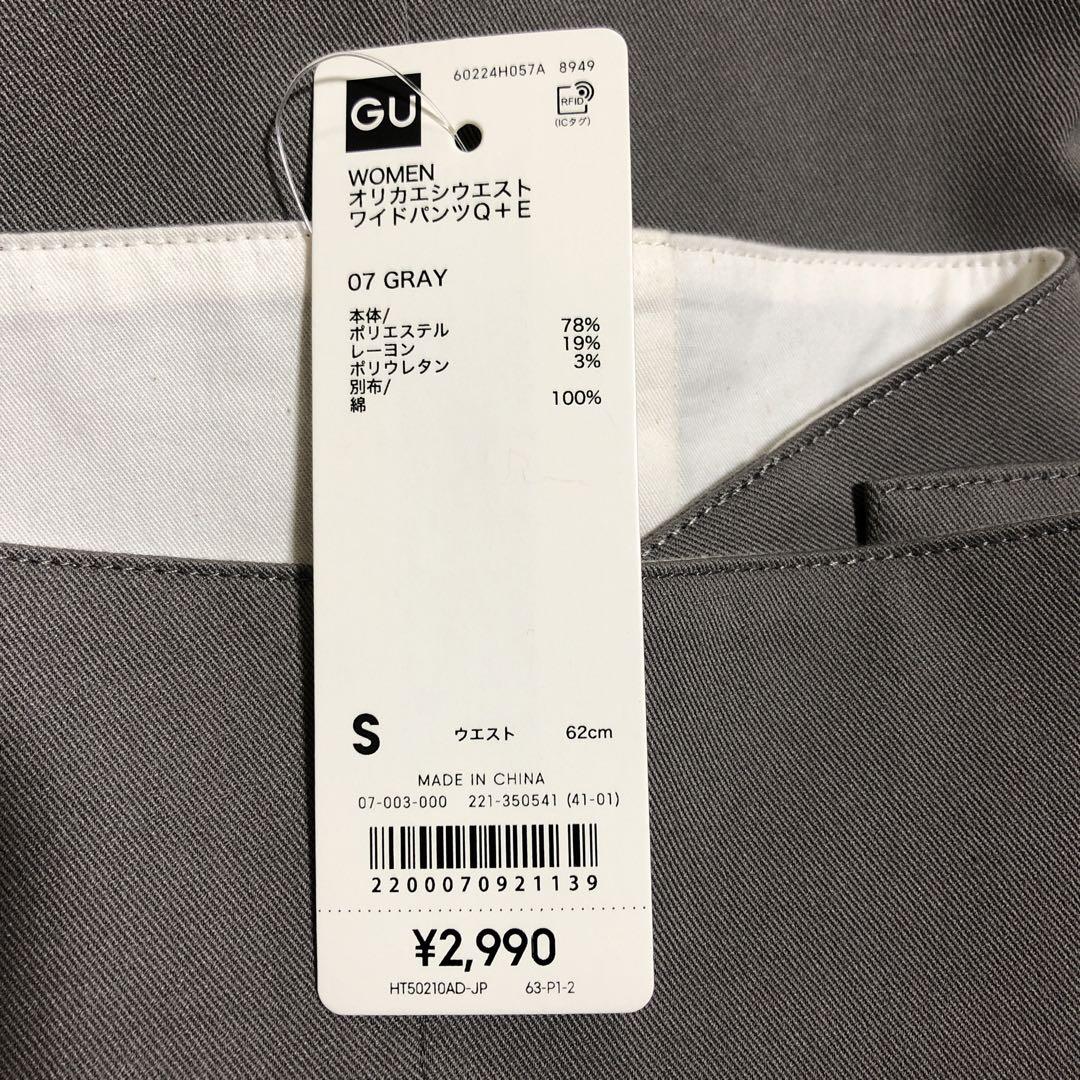 60224H057A 8949
GU
RFID
(ICタグ)
WOMEN
オリカエシウエスト
ワイドパンツQ+E
07 GRAY
本体/
ポリエステル 78%
レーヨン 19%
ポリウレタン 3%
別布/
綿 100%
S ウエスト 62cm
MADE IN CHINA
07-003-000 221-350541 (41-01)
2200070921139
¥2,990
HT50210AD-JP 63-P1-2